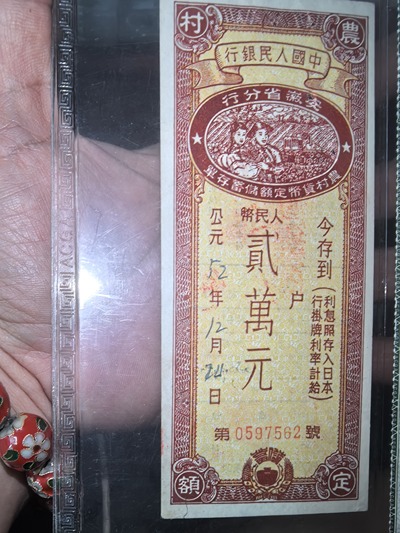 農村定額
中國人民銀行
安徽省分行
農村貨幣定額儲蓄存單
今存到
(利息照存入日本
行掛牌利率計給)
户
人民幣
貳萬元
公元52年12月24日
第0597562號